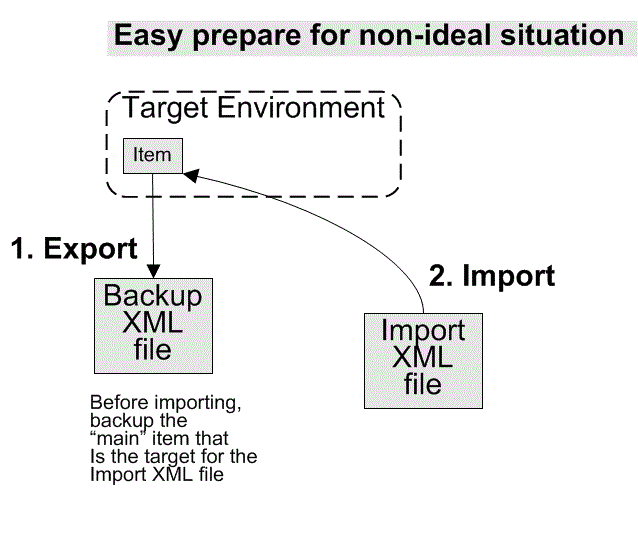 Easy prepare for non-ideal situation
Target Environment
Item
1. Export
2. Import
Backup
XML
file
Import
XML
file
Before importing,
backup the
“main” item that
Is the target for the
Import XML file